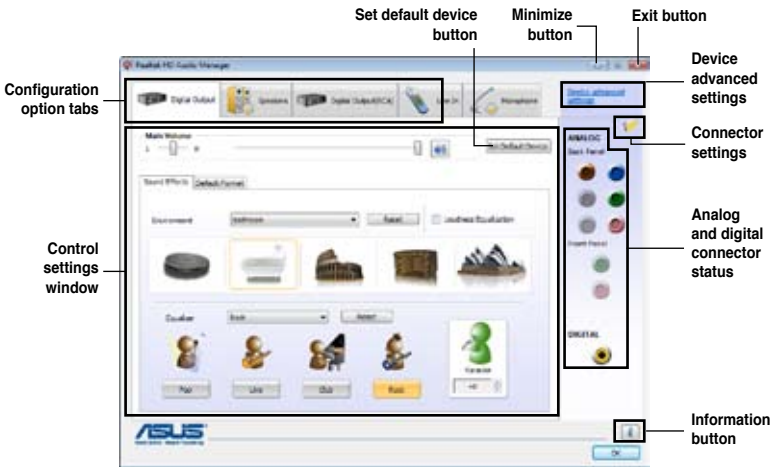 Set default device
button
Minimize
button
Exit button
Realtek HD Audio Manager
Device
advanced
settings
Configuration
option tabs
Digital Output
Speakers
Digital Output(RCA)
Line In
Microphone
Device advanced
settings
Connector
settings
ANALOG
Back Panel
Main Volume
L
R
Set Default Device
Sound Effects
Default Format
Environment
Bathroom
Reset
Loudness Equalization
Front Panel
Analog
and digital
connector
status
Control
settings
window
Equalizer
Rock
Reset
Pop
Live
Club
Rock
Karaoke
+0
DIGITAL
ASUS
Information
button
OK